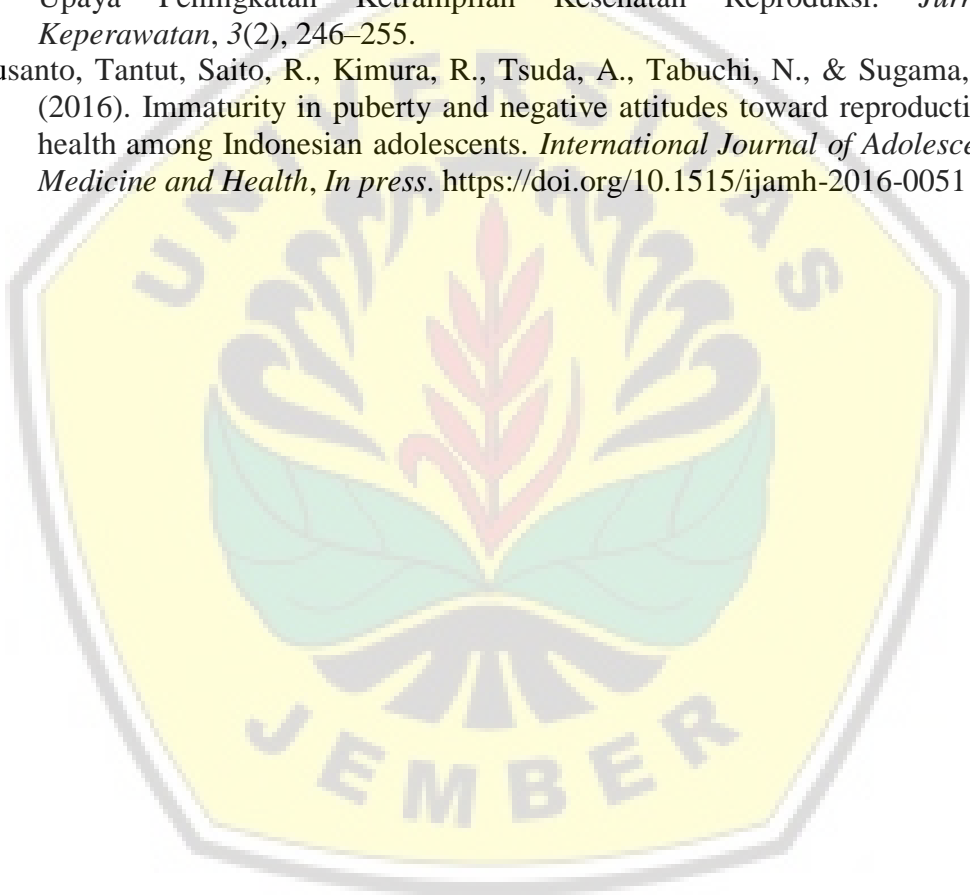 Upaya Peningkatan Ketrampilan Kesehatan Reproduksi. Jurn
Keperawatan, 3(2), 246–255.
usanto, Tantut, Saito, R., Kimura, R., Tsuda, A., Tabuchi, N., & Sugama,
(2016). Immaturity in puberty and negative attitudes toward reproducti
health among Indonesian adolescents. International Journal of Adolesce
Medicine and Health, In press. https://doi.org/10.1515/ijamh-2016-0051
UNIVERSITAS
JEMBER